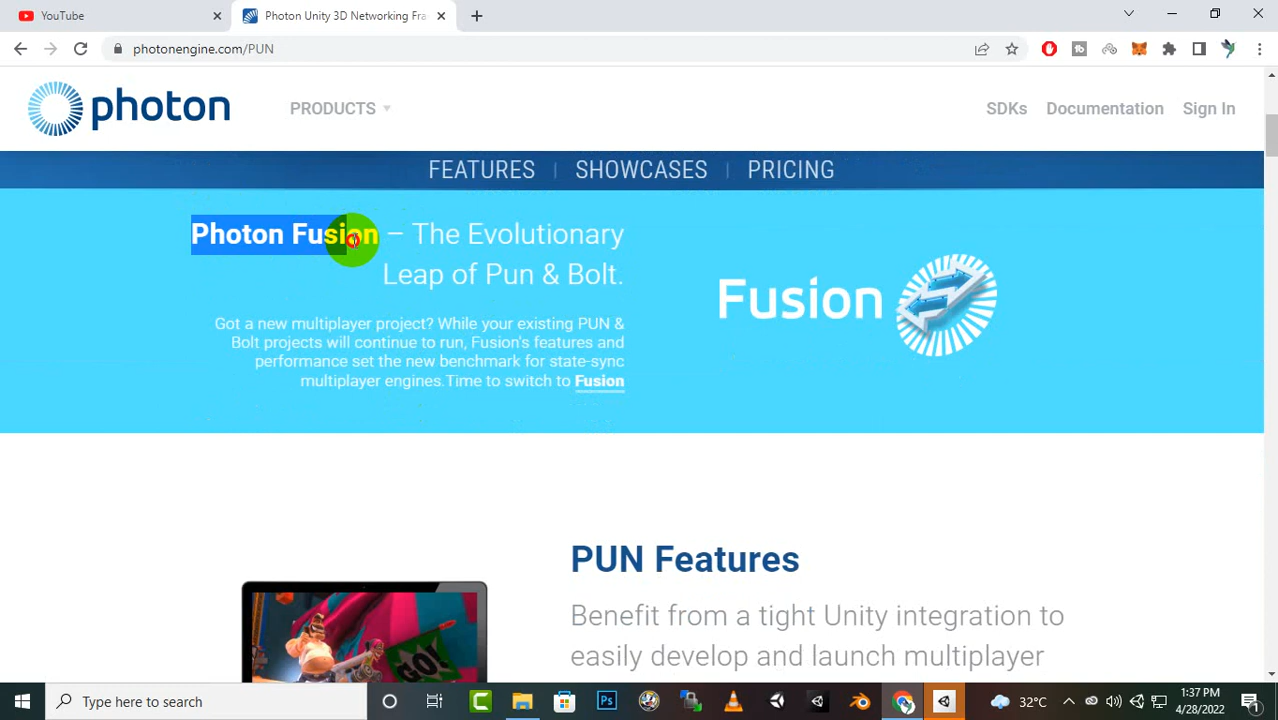 YouTube
Photon Unity 3D Networking Fra
photonengine.com/PUN
photon
PRODUCTS
SDKs
Documentation
Sign In
FEATURES
SHOWCASES
PRICING
Photon Fusion – The Evolutionary
Leap of Pun & Bolt.
Got a new multiplayer project? While your existing PUN &
Bolt projects will continue to run, Fusion's features and
performance set the new benchmark for state-sync
multiplayer engines.Time to switch to Fusion
Fusion
PUN Features
Benefit from a tight Unity integration to
easily develop and launch multiplayer
GO!
Type here to search
Ps
32°C
1:37 PM
4/28/2022
1